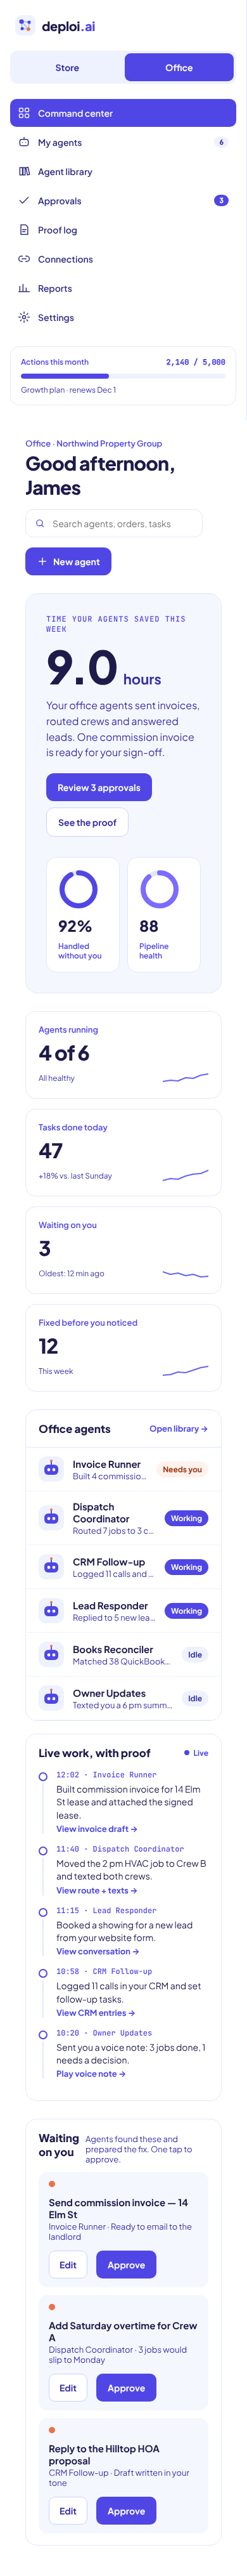 deploi.ai
Store
Office
Command center
My agents
6
Agent library
Approvals
3
Proof log
Connections
Reports
Settings
Actions this month
2,140 / 5,000
Growth plan · renews Dec 1
Office · Northwind Property Group
Good afternoon,
James
Search agents, orders, tasks
New agent
TIME YOUR AGENTS SAVED THIS
WEEK
9.0 hours
Your office agents sent invoices,
routed crews and answered
leads. One commission invoice
is ready for your sign-off.
Review 3 approvals
See the proof
92%
Handled
without you
88
Pipeline
health
Agents running
4 of 6
All healthy
Tasks done today
47
+18% vs. last Sunday
Waiting on you
3
Oldest: 12 min ago
Fixed before you noticed
12
This week
Office agents
Open library →
Invoice Runner
Built 4 commissio...
Needs you
Dispatch
Coordinator
Routed 7 jobs to 3 c...
Working
CRM Follow-up
Logged 11 calls and ...
Working
Lead Responder
Replied to 5 new lea...
Working
Books Reconciler
Matched 38 QuickBook...
Idle
Owner Updates
Texted you a 6 pm summ...
Idle
Live work, with proof
Live
12:02 · Invoice Runner
Built commission invoice for 14 Elm
St lease and attached the signed
lease.
View invoice draft →
11:40 · Dispatch Coordinator
Moved the 2 pm HVAC job to Crew B
and texted both crews.
View route + texts →
11:15 · Lead Responder
Booked a showing for a new lead
from your website form.
View conversation →
10:58 · CRM Follow-up
Logged 11 calls in your CRM and set
follow-up tasks.
View CRM entries →
10:20 · Owner Updates
Sent you a voice note: 3 jobs done, 1
needs a decision.
Play voice note →
Waiting
on you
Agents found these and
prepared the fix. One tap to
approve.
Send commission invoice — 14
Elm St
Invoice Runner · Ready to email to the
landlord
Edit
Approve
Add Saturday overtime for Crew
A
Dispatch Coordinator · 3 jobs would
slip to Monday
Edit
Approve
Reply to the Hilltop HOA
proposal
CRM Follow-up · Draft written in your
tone
Edit
Approve